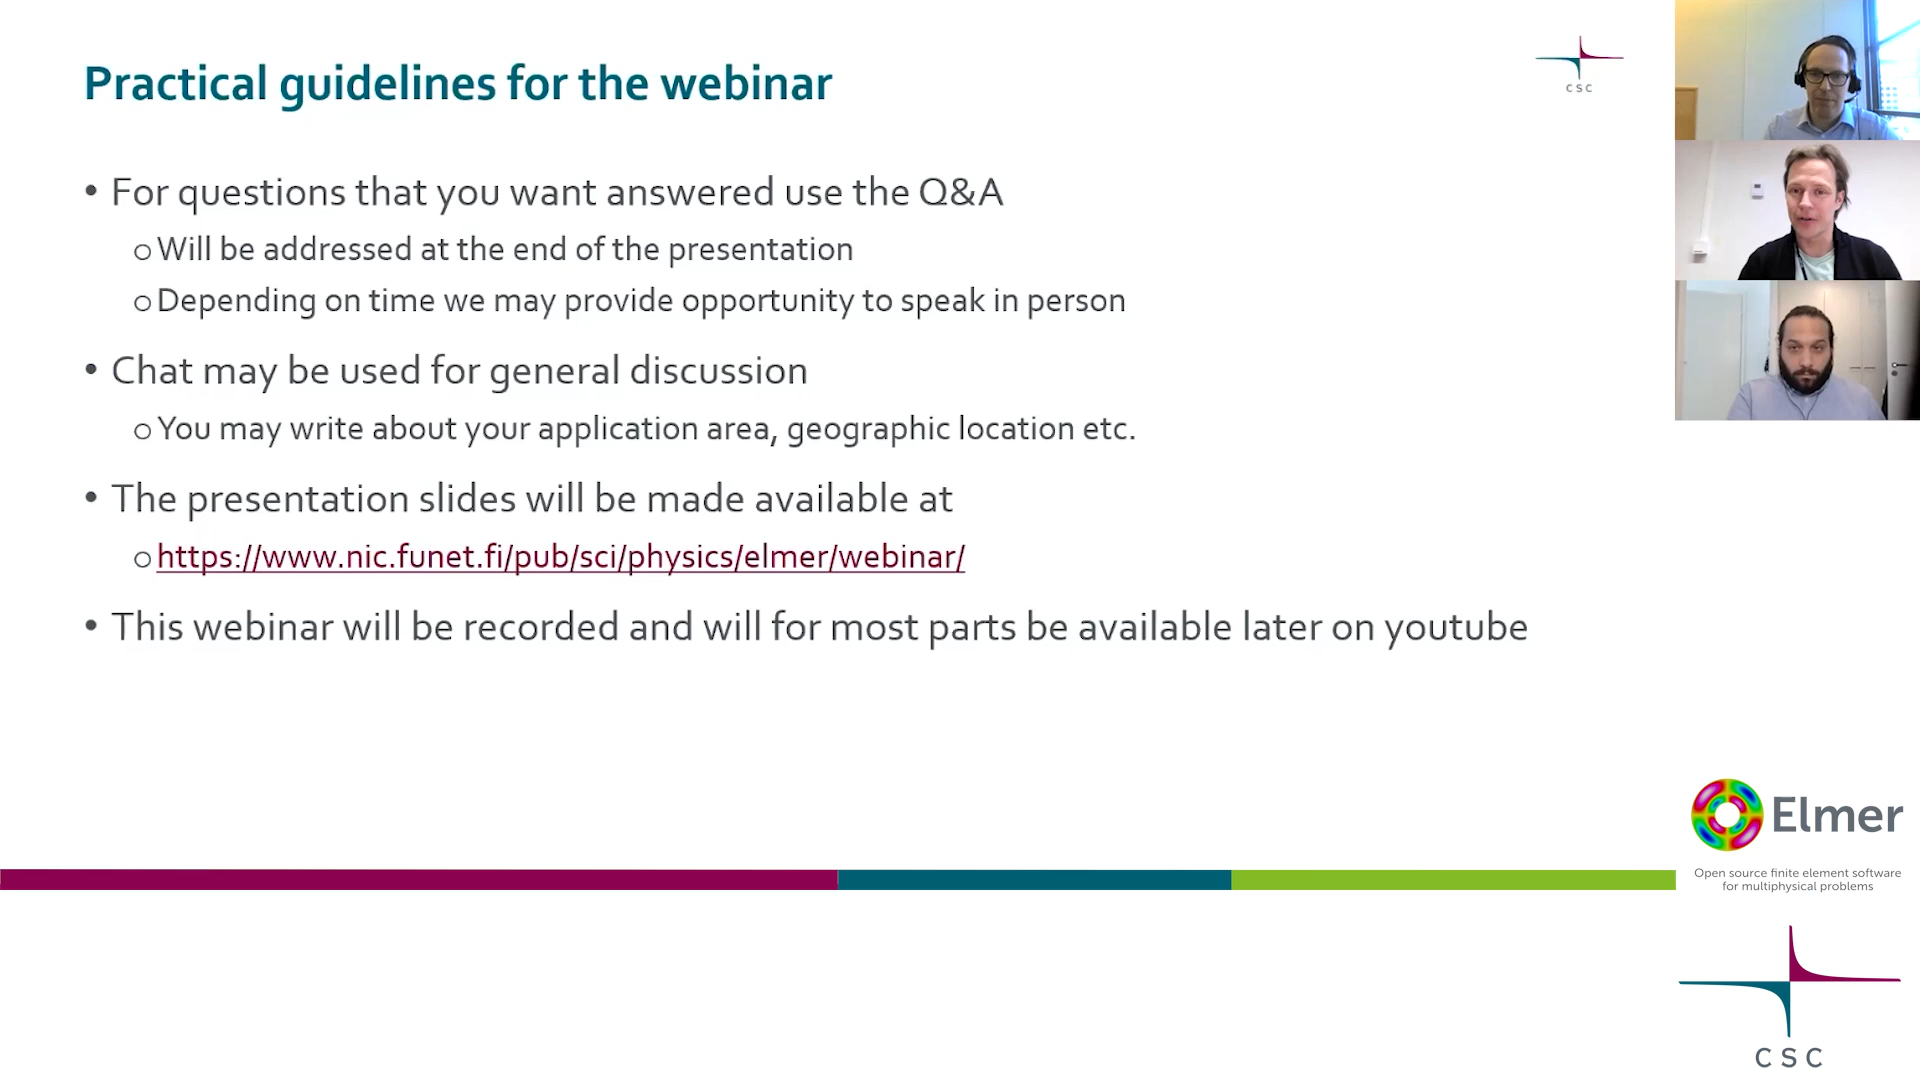 Practical guidelines for the webinar
CSC
• For questions that you want answered use the Q&A
o Will be addressed at the end of the presentation
o Depending on time we may provide opportunity to speak in person
• Chat may be used for general discussion
o You may write about your application area, geographic location etc.
• The presentation slides will be made available at
o https://www.nic.funet.fi/pub/sci/physics/elmer/webinar/
• This webinar will be recorded and will for most parts be available later on youtube
Elmer
Open source finite element software
for multiphysical problems
CSC